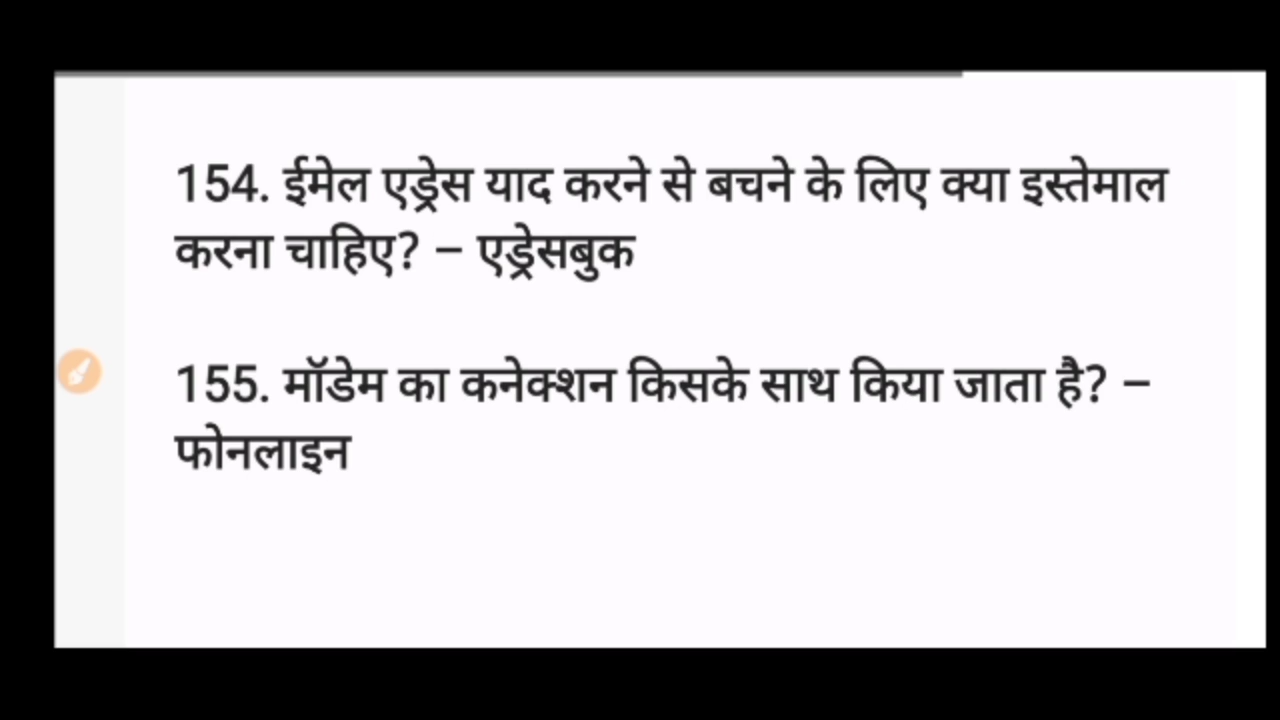 154. ईमेल एड्रेस याद करने से बचने के लिए क्या इस्तेमाल
करना चाहिए? – एड्रेसबुक
155. मॉडेम का कनेक्शन किसके साथ किया जाता है? –
फोनलाइन